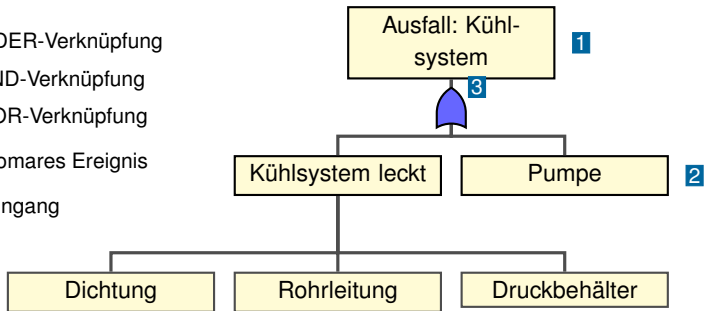 DER-Verknüpfung
ND-Verknüpfung
OR-Verknüpfung
omares Ereignis
ngang
Ausfall: Kühl-
system
1
3
Kühlsystem leckt
Pumpe
2
Dichtung
Rohrleitung
Druckbehälter